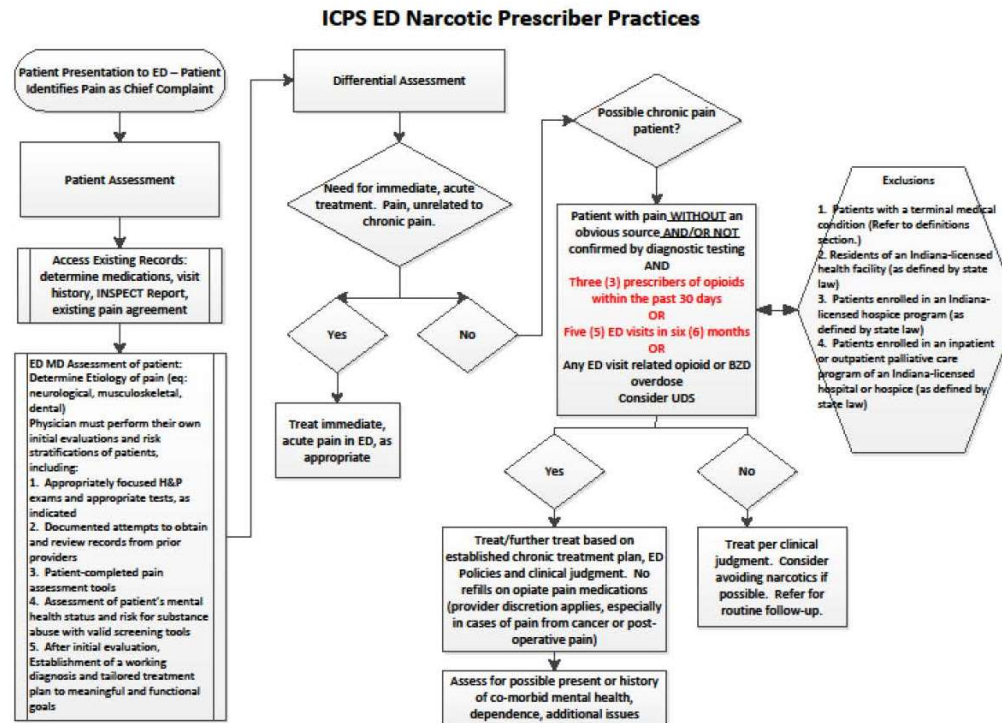 ICPS ED Narcotic Prescriber Practices
Patient Presentation to ED – Patient
Identifies Pain as Chief Complaint
Patient Assessment
Access Existing Records:
determine medications, visit
history, INSPECT Report,
existing pain agreement
ED MD Assessment of patient:
Determine Etiology of pain (eq:
neurological, musculoskeletal,
dental)
Physician must perform their own
initial evaluations and risk
stratifications of patients,
including:
1. Appropriately focused H&P
exams and appropriate tests, as
indicated
2. Documented attempts to obtain
and review records from prior
providers
3. Patient-completed pain
assessment tools
4. Assessment of patient's mental
health status and risk for substance
abuse with valid screening tools
5. After initial evaluation,
Establishment of a working
diagnosis and tailored treatment
plan to meaningful and functional
goals
Differential Assessment
Need for immediate, acute
treatment. Pain, unrelated to
chronic pain.
Yes
No
Treat immediate,
acute pain in ED, as
appropriate
Possible chronic pain
patient?
Patient with pain WITHOUT an
obvious source AND/OR NOT
confirmed by diagnostic testing
AND
Three (3) prescribers of opioids
within the past 30 days
OR
Five (5) ED visits in six (6) months
OR
Any ED visit related opioid or BZD
overdose
Consider UDS
Exclusions
1. Patients with a terminal medical
condition (Refer to definitions
section.)
2. Residents of an Indiana-licensed
health facility (as defined by state
law)
3. Patients enrolled in an Indiana-
licensed hospice program (as
defined by state law)
4. Patients enrolled in an inpatient
or outpatient palliative care
program of an Indiana-licensed
hospital or hospice (as defined by
state law)
Yes
No
Treat/further treat based on
established chronic treatment plan, ED
Policies and clinical judgment. No
refills on opiate pain medications
(provider discretion applies, especially
in cases of pain from cancer or post-
operative pain)
Treat per clinical
judgment. Consider
avoiding narcotics if
possible. Refer for
routine follow-up.
Assess for possible present or history
of co-morbid mental health,
dependence, additional issues